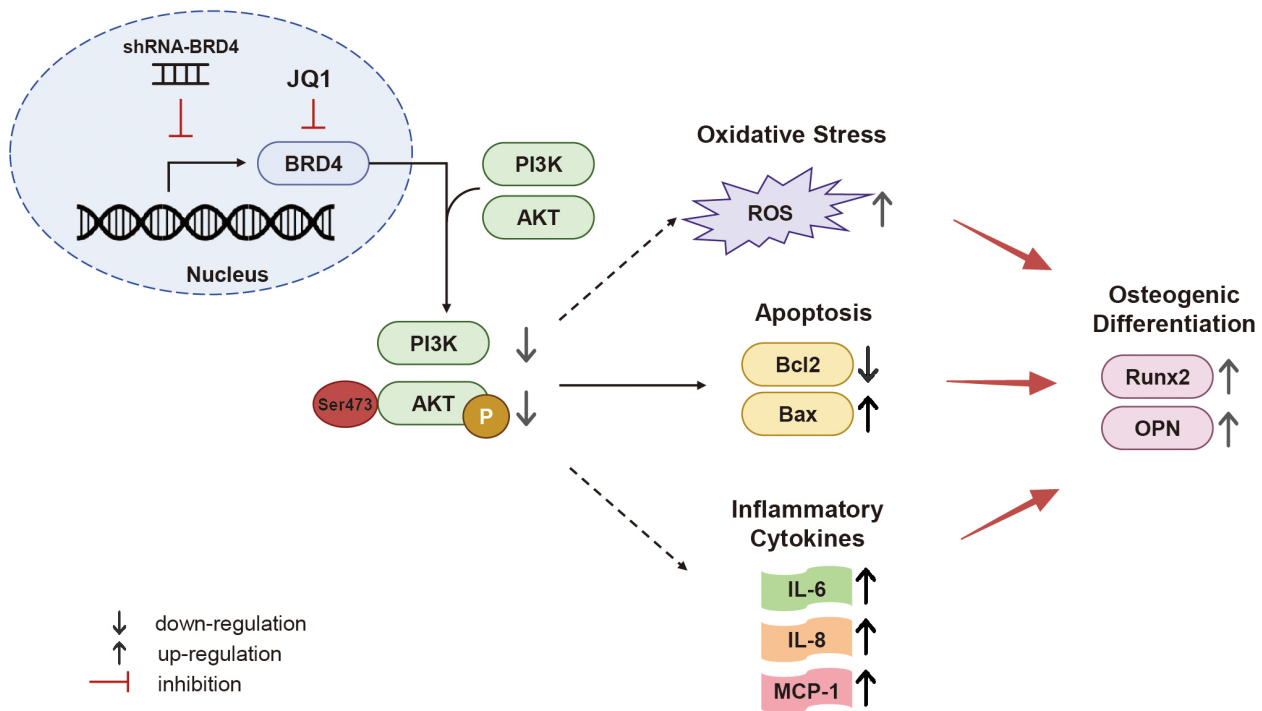 shRNA-BRD4
JQ1
BRD4
Nucleus
PI3K
AKT
PI3K
Ser473
AKT
P
Oxidative Stress
ROS
Apoptosis
Bcl2
Bax
Inflammatory
Cytokines
IL-6
IL-8
MCP-1
Osteogenic
Differentiation
Runx2
OPN
down-regulation
up-regulation
inhibition